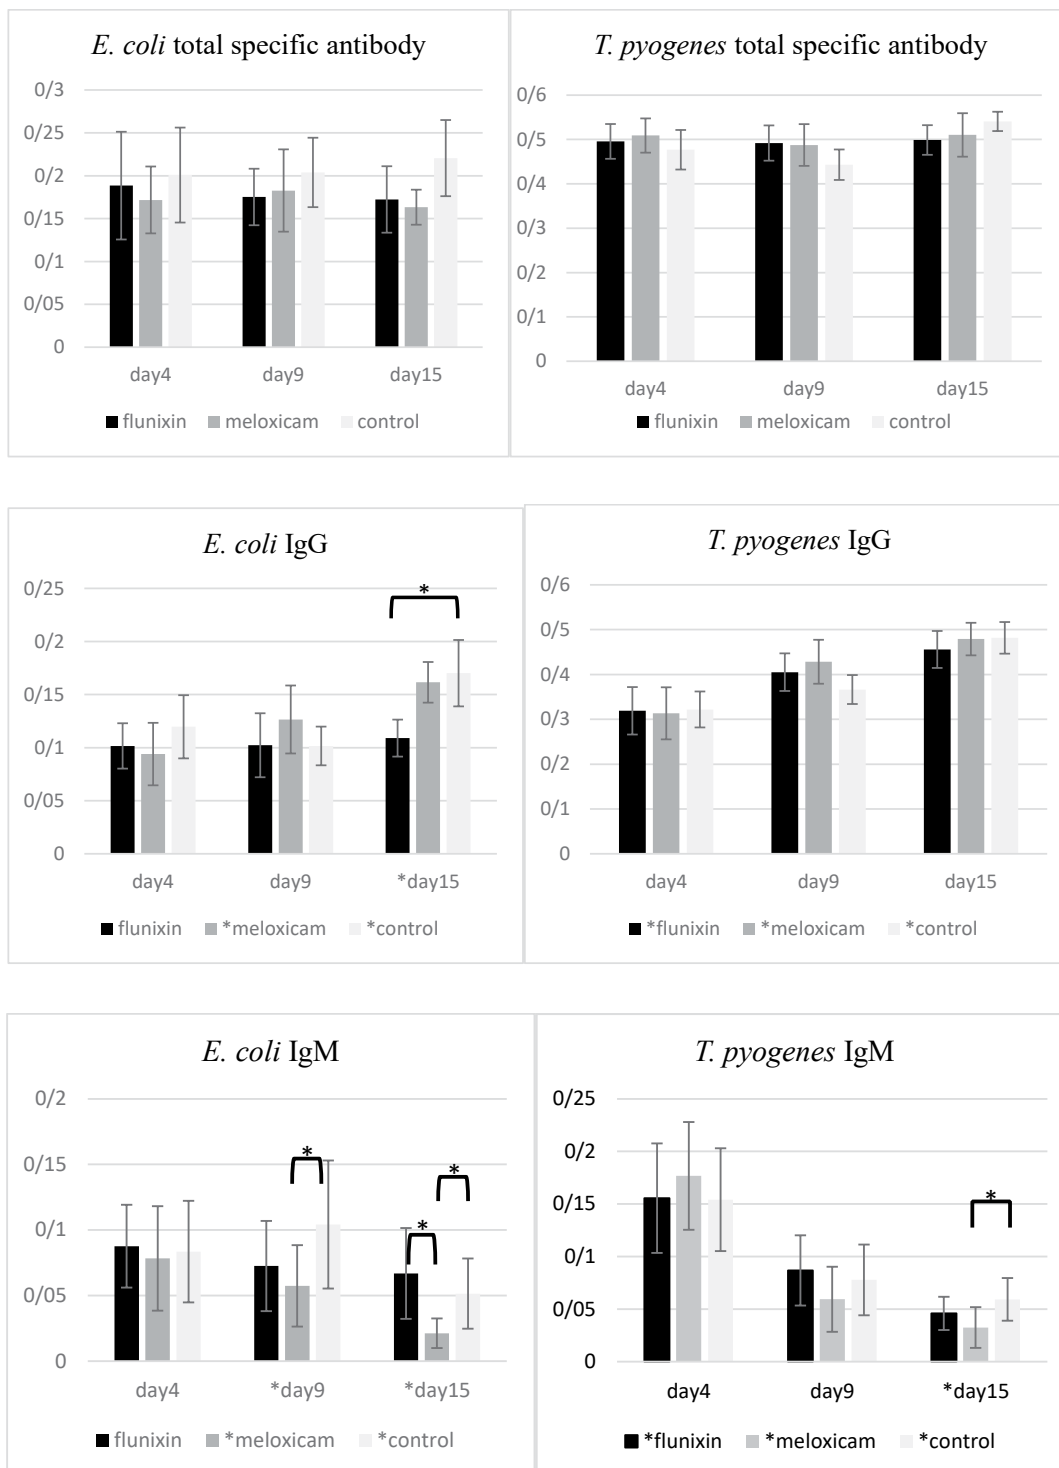 E. coli total specific antibody
0/3
0/25
0/2
0/15
0/1
0/05
0
day4 day9 day15
flunixin meloxicam control
T. pyogenes total specific antibody
0/6
0/5
0/4
0/3
0/2
0/1
0
day4 day9 day15
flunixin meloxicam control
E. coli IgG
0/25
*
0/2
0/15
0/1
0/05
0
day4 day9 *day15
flunixin *meloxicam *control
T. pyogenes IgG
0/6
0/5
0/4
0/3
0/2
0/1
0
day4 day9 day15
*flunixin *meloxicam *control
E. coli IgM
0/2
0/15
* *
0/1
*
0/05
0
day4 *day9 *day15
flunixin *meloxicam *control
T. pyogenes IgM
0/25
0/2
0/15
*
0/1
0/05
0
day4 day9 *day15
*flunixin *meloxicam *control